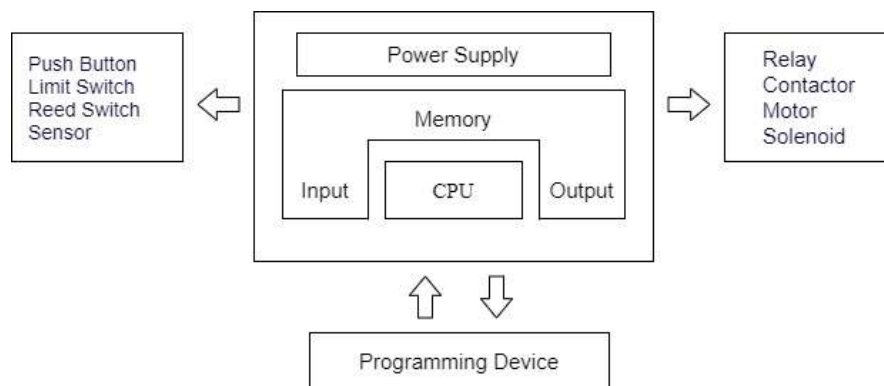 Push Button
Limit Switch
Reed Switch
Sensor
Power Supply
Memory
Input
CPU
Output
Relay
Contactor
Motor
Solenoid
Programming Device